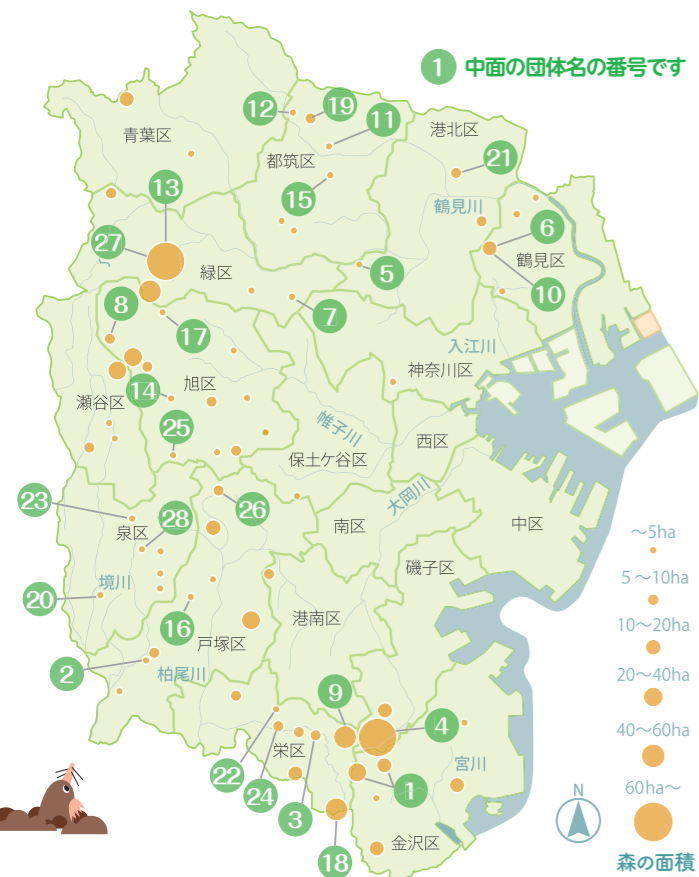 1 中面の団体名の番号です
青葉区
12
19
11
港北区
都筑区
21
13
15
鶴見川
6
27
緑区
5
鶴見区
10
8
7
17
入江川
神奈川区
14
旭区
瀬谷区
25
帷子川
西区
保土ケ谷区
23
大岡川
28
26
泉区
南区
中区
～5ha
磯子区
5～10ha
境川
20
16
港南区
10～20ha
戸塚区
2
柏尾川
20～40ha
9
4
40～60ha
22
栄区
24
宮川
3
1
60ha～
N
18
金沢区
森の面積